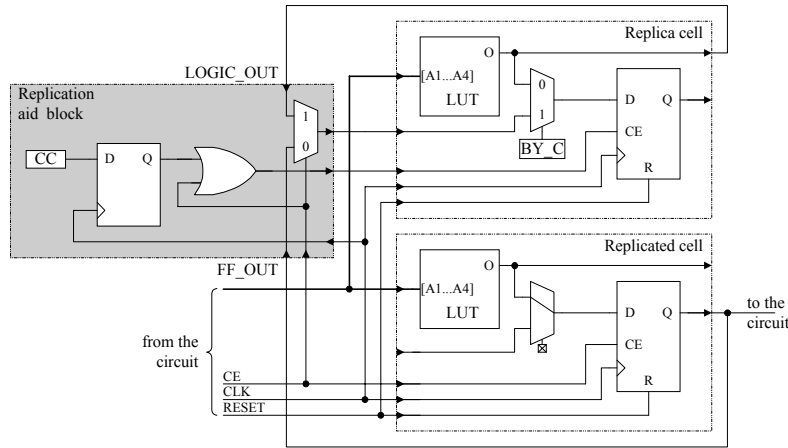 Replica cell
O
[A1...A4]
LUT
0
1
BY_C
D
Q
CE
R
LOGIC_OUT
Replication
aid block
CC
D
Q
1
0
FF_OUT
Replicated cell
O
[A1...A4]
LUT
D
Q
CE
R
to the
circuit
from the
circuit
CE
CLK
RESET